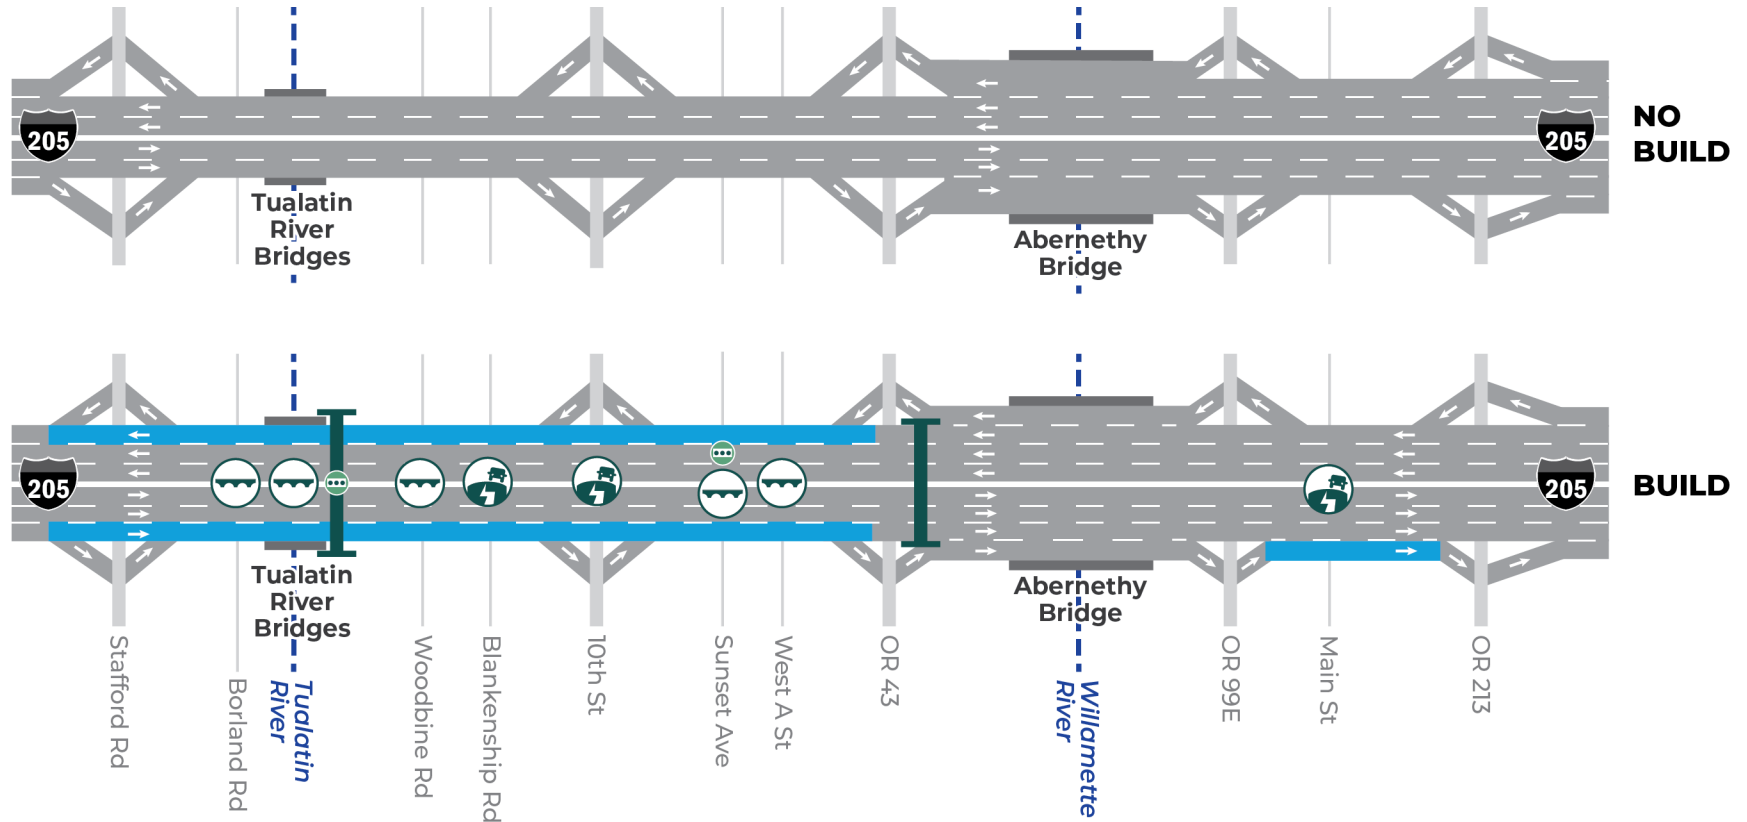 205
205
NO
BUILD
Tualatin
River
Bridges
Abernethy
Bridge
205
205
BUILD
Tualatin
River
Bridges
Abernethy
Bridge
Stafford Rd
Borland Rd
Tualatin
River
Woodbine Rd
Blankenship Rd
10th St
Sunset Ave
West A St
OR 43
Willamette
River
OR 99E
Main St
OR 213